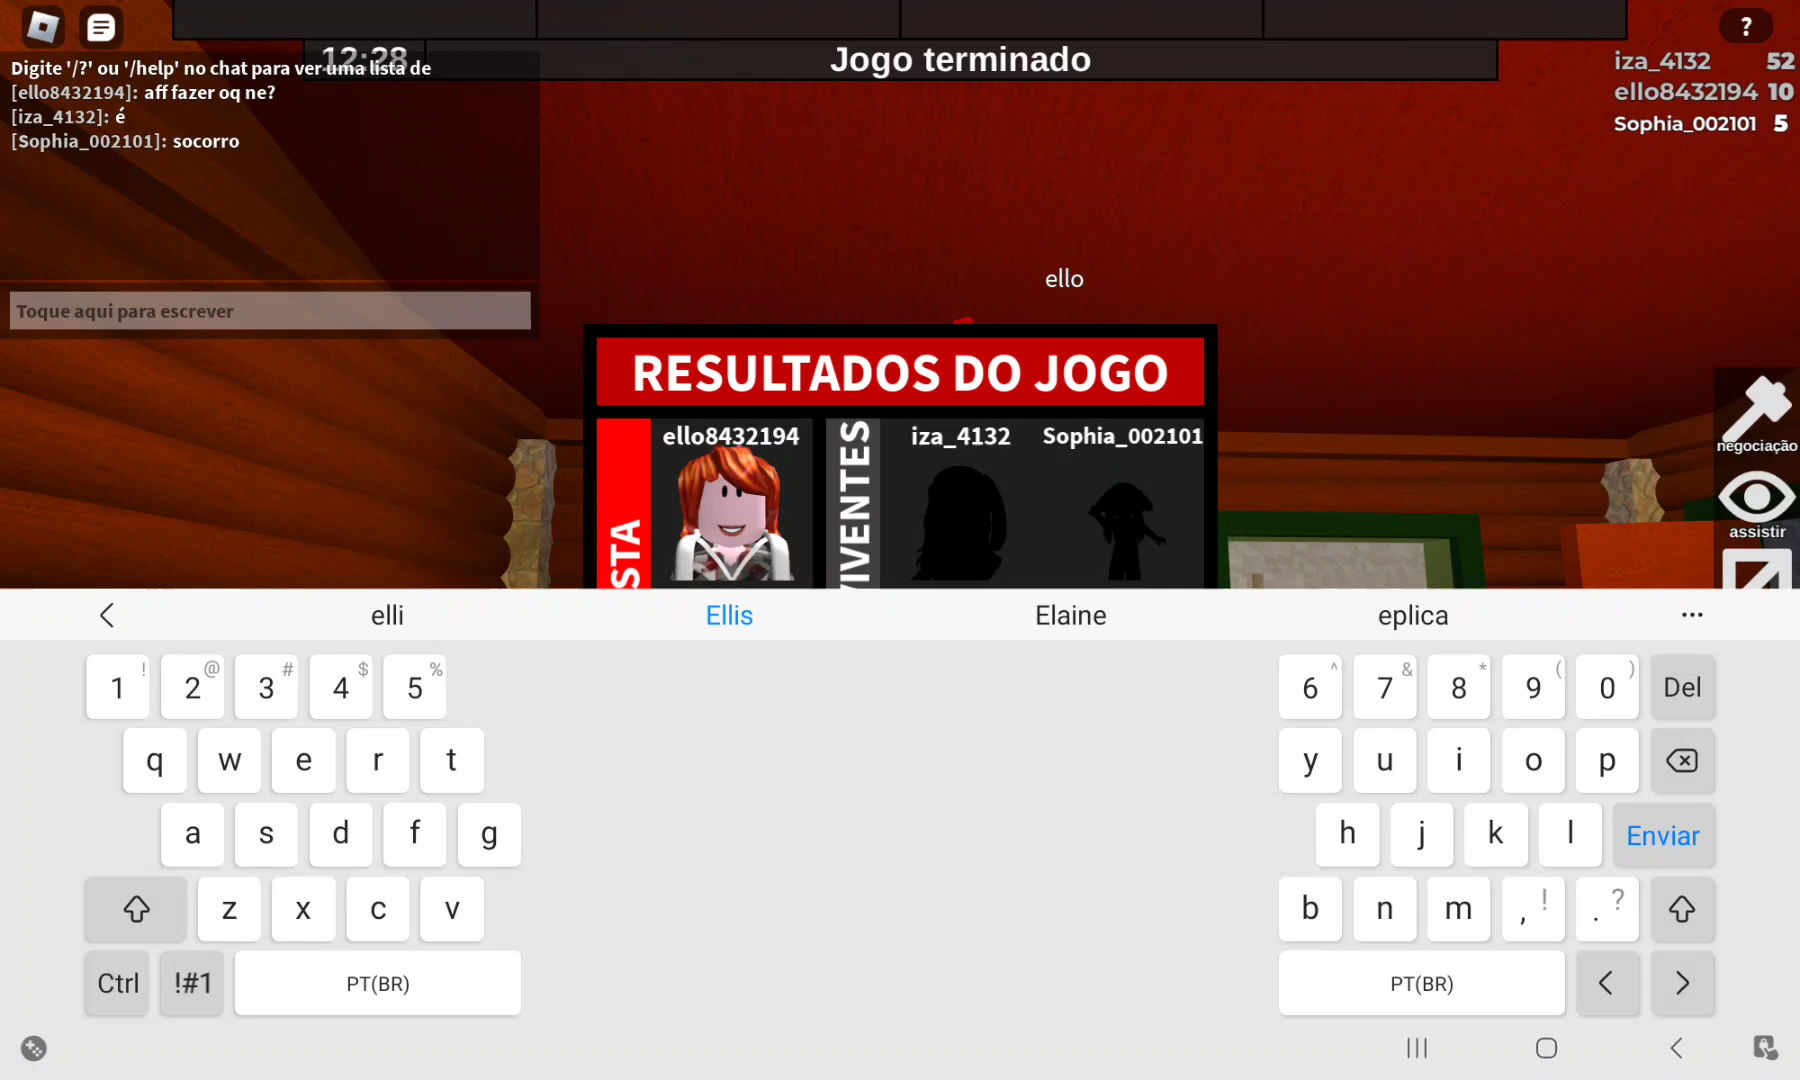 12:28
Jogo terminado
?
Digite '/?' ou '/help' no chat para ver uma lista de
[ello8432194]: aff fazer oq ne?
[iza_4132]: é
[Sophia_002101]: socorro
Toque aqui para escrever
iza_4132 52
ello8432194 10
Sophia_002101 5
ello
RESULTADOS DO JOGO
STA
ello8432194
VIVENTES
iza_4132
Sophia_002101
negociação
assistir
elli Ellis Elaine eplica ...
1 ! 2 @ 3 # 4 $ 5 % 6 ^ 7 & 8 * 9 ( 0 ) Del
q w e r t y u i o p
a s d f g h j k l Enviar
z x c v b n m , ! . ?
Ctrl !#1 PT(BR) PT(BR) < >